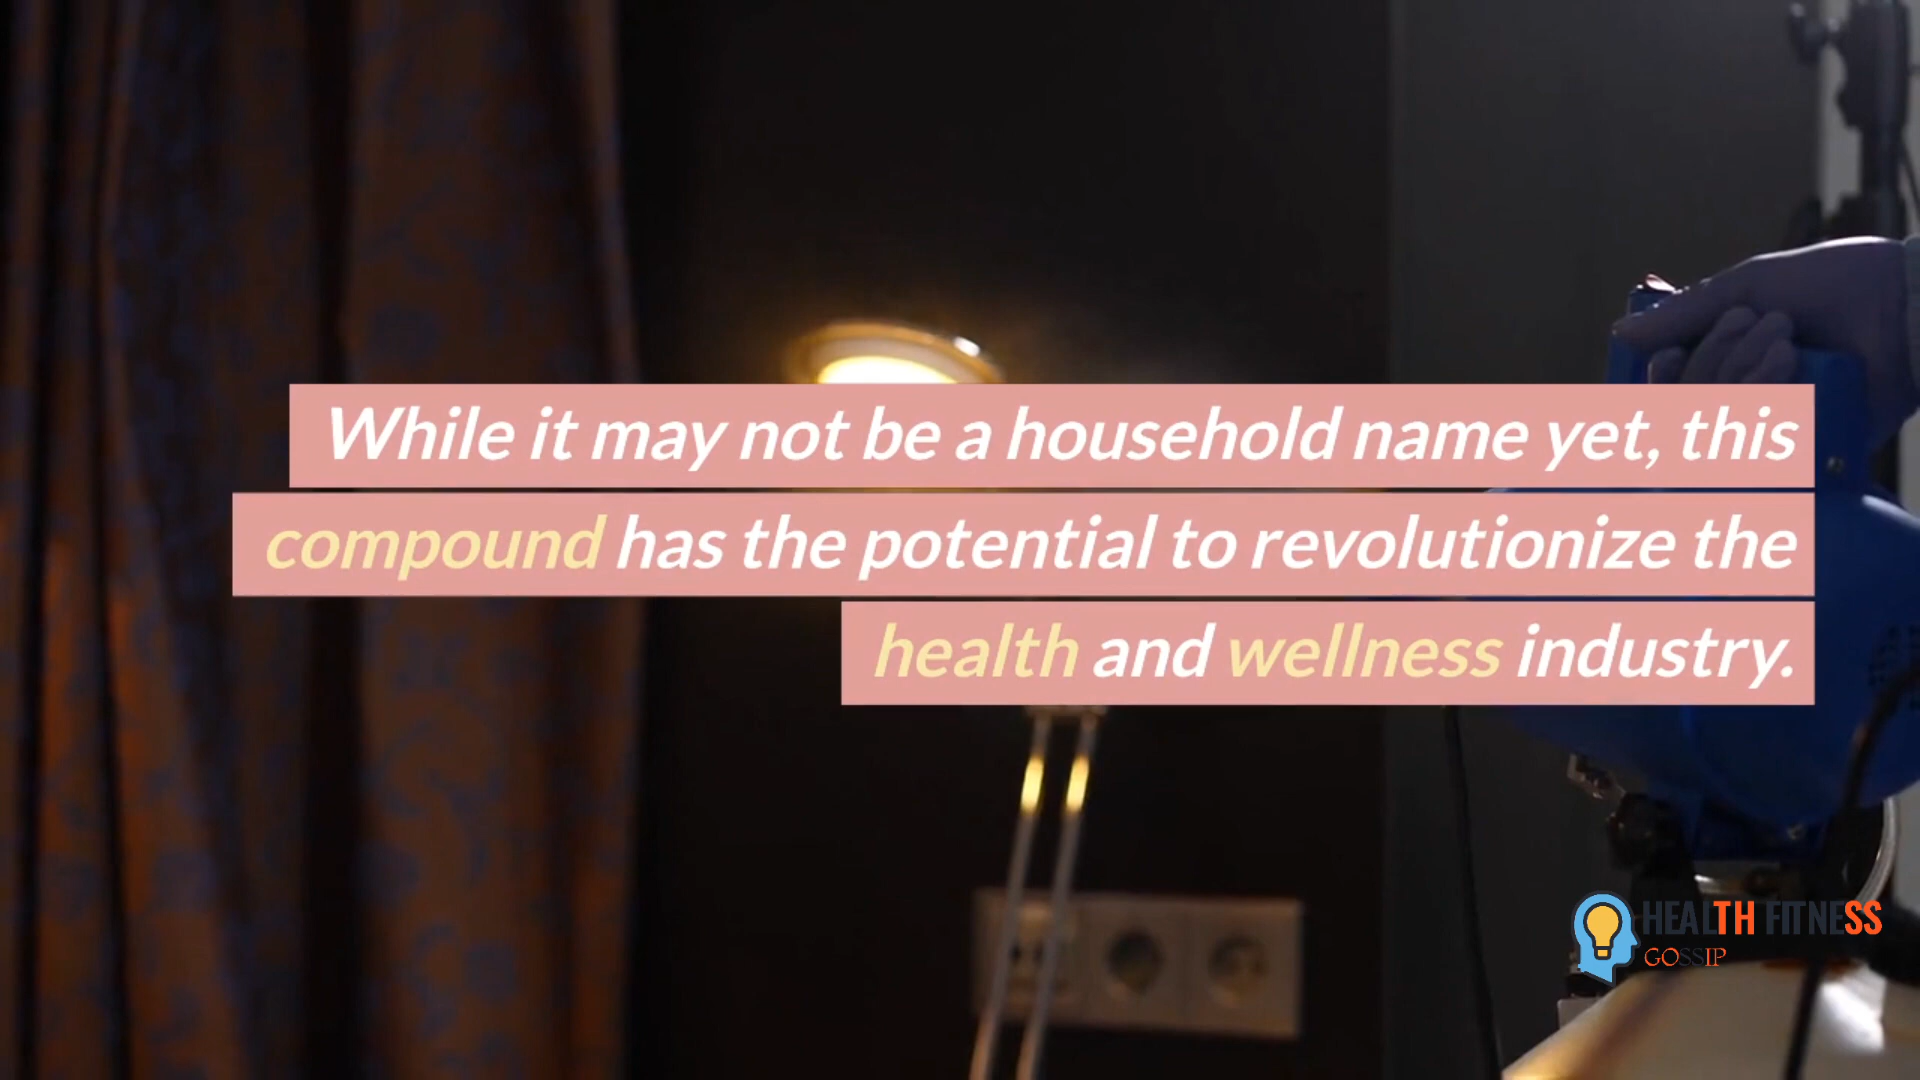 While it may not be a household name yet, this
compound has the potential to revolutionize the
health and wellness industry.
HEALTH FITNESS
GOSSIP